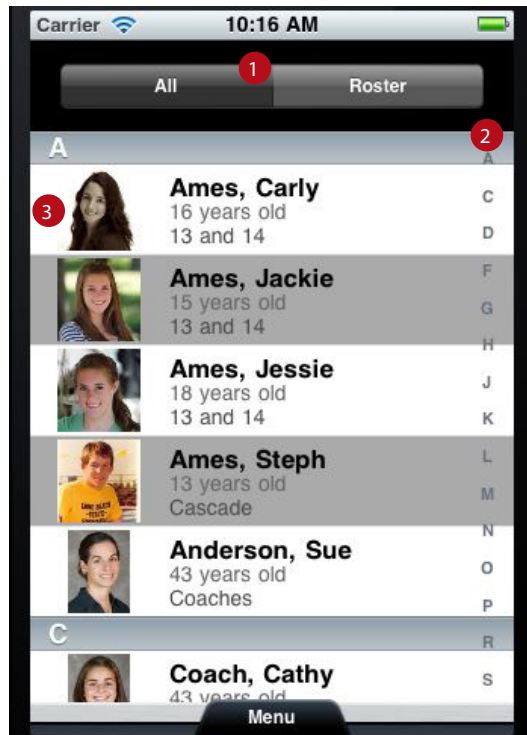 Carrier 10:16 AM
1
All Roster
2
A
A
3
Ames, Carly
16 years old
13 and 14
C
D
Ames, Jackie
15 years old
13 and 14
F
G
H
Ames, Jessie
18 years old
13 and 14
J
K
Ames, Steph
13 years old
Cascade
L
M
N
Anderson, Sue
43 years old
Coaches
O
P
C
R
Coach, Cathy
43 years old
S
Menu